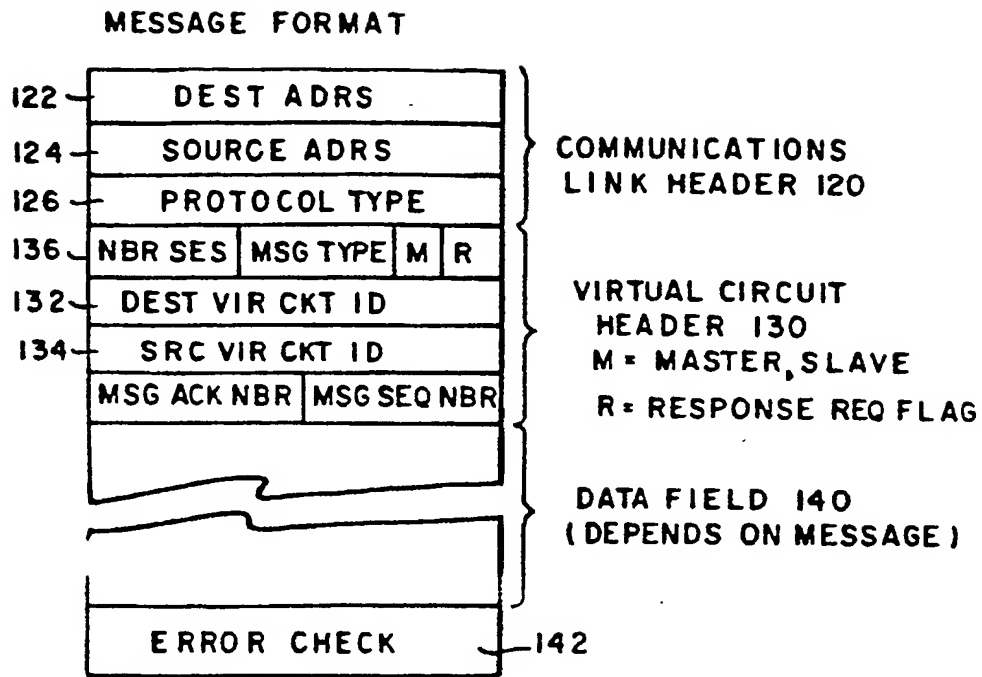 MESSAGE FORMAT
122 DEST ADRS
124 SOURCE ADRS
126 PROTOCOL TYPE
COMMUNICATIONS
LINK HEADER 120
136 NBR SES MSG TYPE M R
132 DEST VIR CKT ID
134 SRC VIR CKT ID
MSG ACK NBR MSG SEQ NBR
VIRTUAL CIRCUIT
HEADER 130
M = MASTER, SLAVE
R = RESPONSE REQ FLAG
DATA FIELD 140
(DEPENDS ON MESSAGE)
ERROR CHECK 142